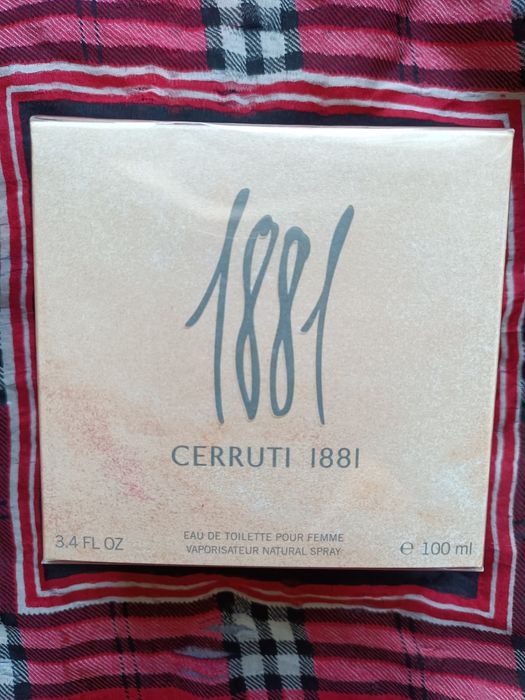 1881
CERRUTI 1881
EAU DE TOILETTE POUR FEMME
3.4 FL OZ VAPORISATEUR NATURAL SPRAY ℮ 100 ml